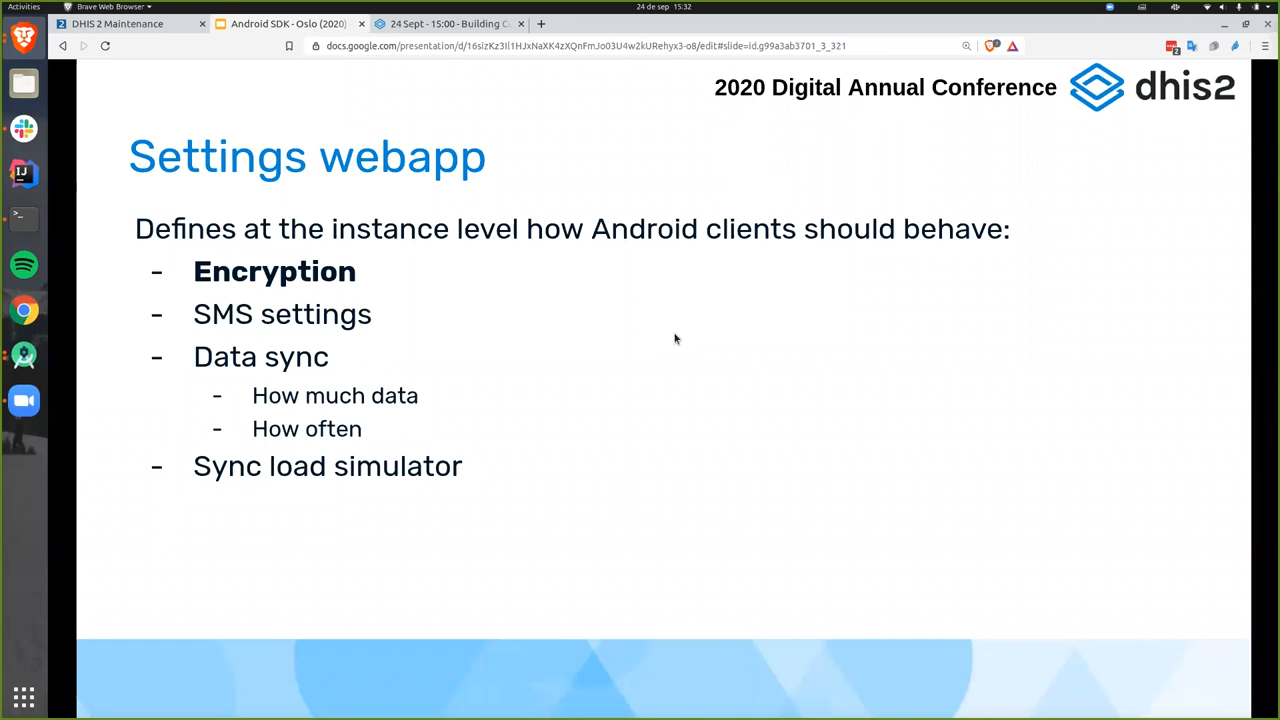 Activities
Brave Web Browser
24 de sep 15:32
DHIS 2 Maintenance
Android SDK - Oslo (2020)
24 Sept - 15:00 - Building C
docs.google.com/presentation/d/16sizKz3Il1HJxNaXK4zXQnFmJo03U4w2kURehyx3-o8/edit#slide=id.g99a3ab3701_3_321
2020 Digital Annual Conference
dhis2
Settings webapp
Defines at the instance level how Android clients should behave:
- Encryption
- SMS settings
- Data sync
- How much data
- How often
- Sync load simulator